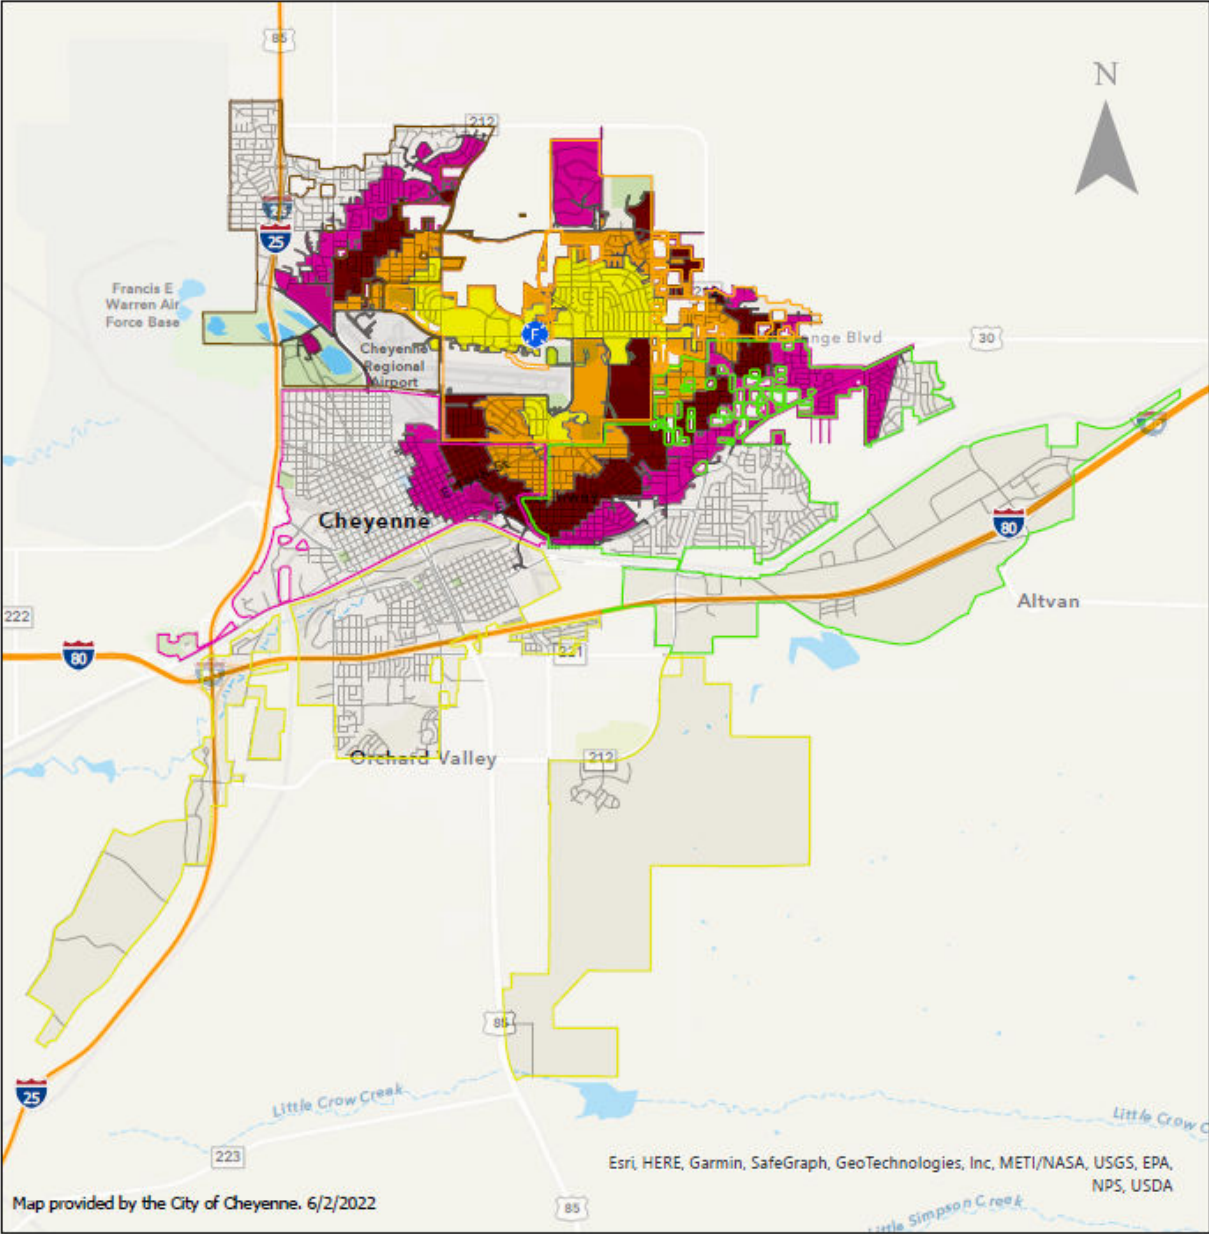 85
N
212
25
Francis E
Warren Air
Force Base
Cheyenne
Regional
Airport
F
nge Blvd
30
Cheyenne
80
Altvan
222
80
221
Orchard Valley
212
85
25
Little Crow Creek
Little Crow C
223
Esri, HERE, Garmin, SafeGraph, GeoTechnologies, Inc, METI/NASA, USGS, EPA,
NPS, USDA
Map provided by the City of Cheyenne. 6/2/2022
85
Little Simpson Creek